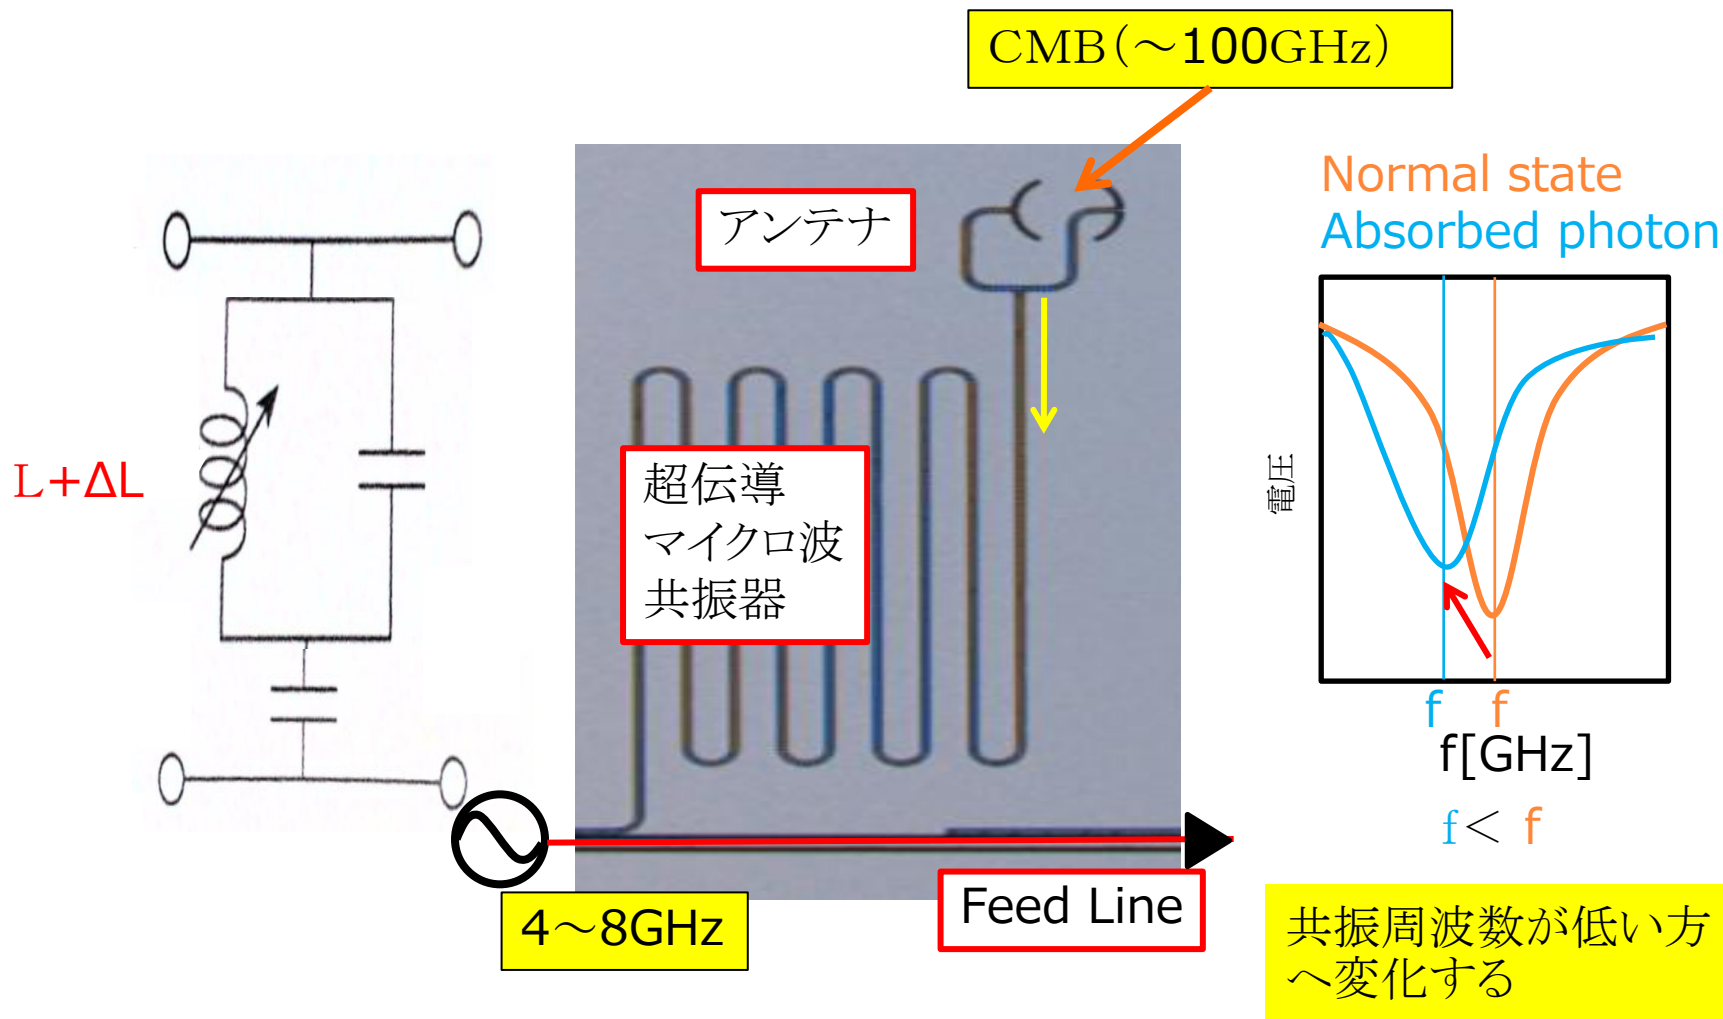 CMB(～100GHz)
アンテナ
Normal state
Absorbed photon
L+ΔL
超伝導
マイクロ波
共振器
電圧
f f
f[GHz]
f< f
Feed Line
4～8GHz
共振周波数が低い方
へ変化する